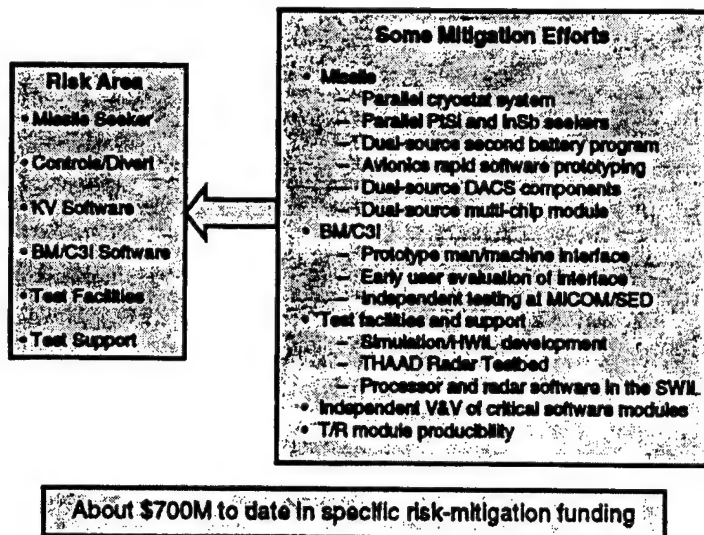 Risk Area
• Missile Seeker
• Controls/Divert
• KV Software
• BM/C3I Software
• Test Facilities
• Test Support
Some Mitigation Efforts
• Missile
– Parallel cryostat system
– Parallel PtSi and InSb seekers
– Dual-source second battery program
– Avionics rapid software prototyping
– Dual-source DACS components
– Dual-source multi-chip module
• BM/C3I
– Prototype man/machine interface
– Early user evaluation of interface
– Independent testing at MICOM/SED
• Test facilities and support
– Simulation/HWIL development
– THAAD Radar Testbed
– Processor and radar software in the SWIL
• Independent V&V of critical software modules
• T/R module producibility
About $700M to date in specific risk-mitigation funding